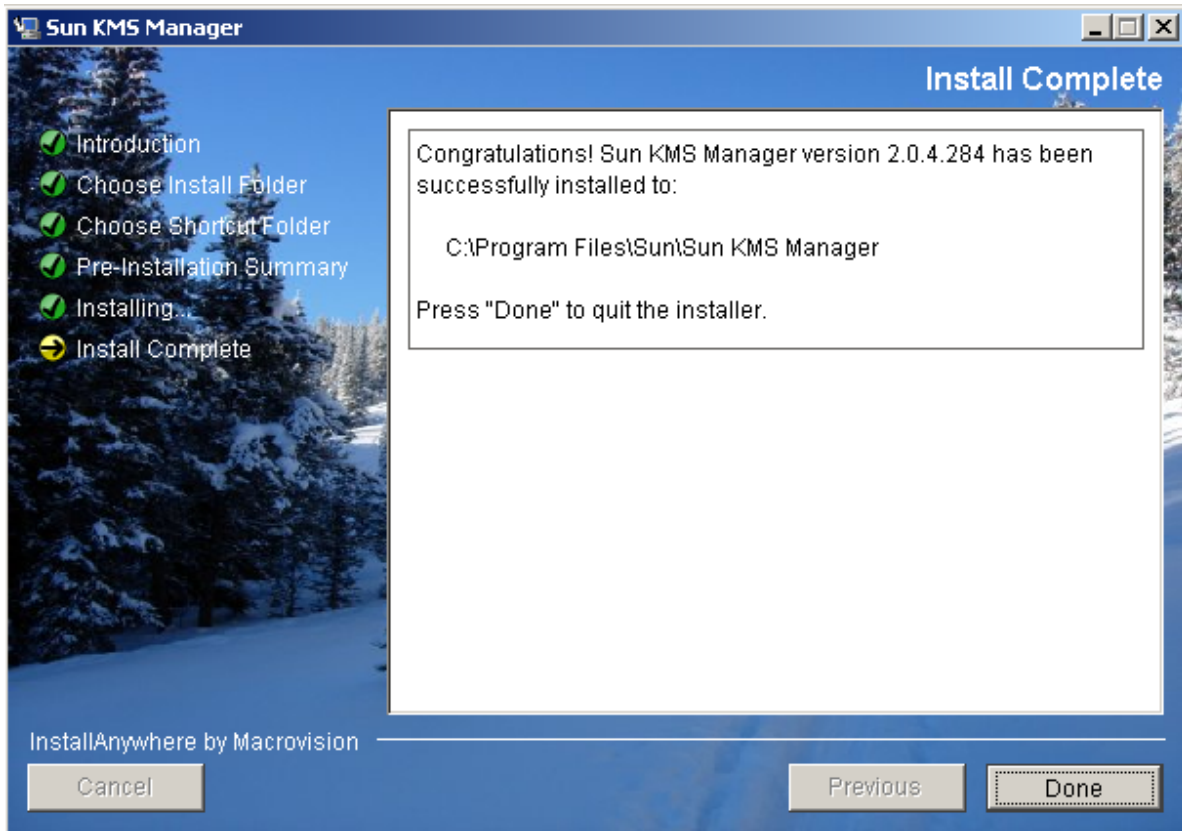 Sun KMS Manager
Install Complete
Introduction
Choose Install Folder
Choose Shortcut Folder
Pre-Installation Summary
Installing...
Install Complete
Congratulations! Sun KMS Manager version 2.0.4.284 has been
successfully installed to:
C:\Program Files\Sun\Sun KMS Manager
Press "Done" to quit the installer.
InstallAnywhere by Macrovision
Cancel
Previous
Done